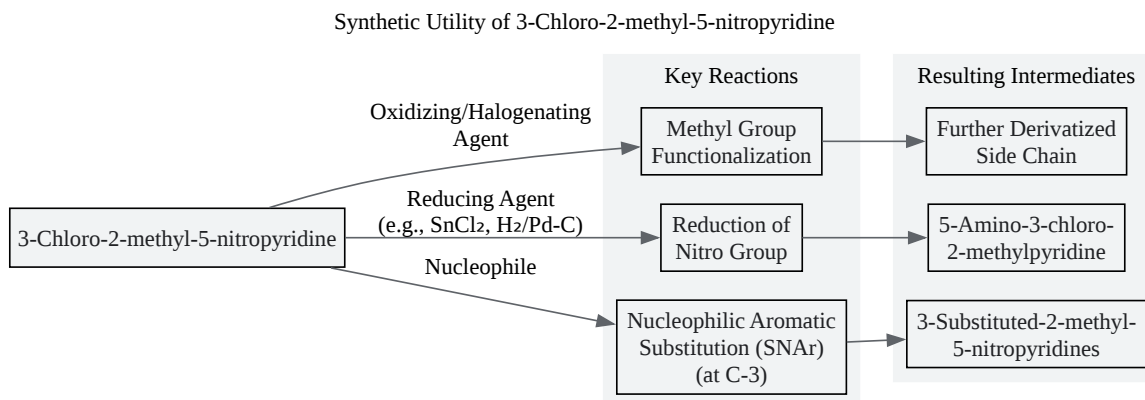 Synthetic Utility of 3-Chloro-2-methyl-5-nitropyridine
Key Reactions
Resulting Intermediates
Oxidizing/Halogenating
Agent
Methyl Group
Functionalization
Further Derivatized
Side Chain
3-Chloro-2-methyl-5-nitropyridine
Reducing Agent
(e.g., SnCl₂, H₂/Pd-C)
Reduction of
Nitro Group
5-Amino-3-chloro-
2-methylpyridine
Nucleophile
Nucleophilic Aromatic
Substitution (SNAr)
(at C-3)
3-Substituted-2-methyl-
5-nitropyridines